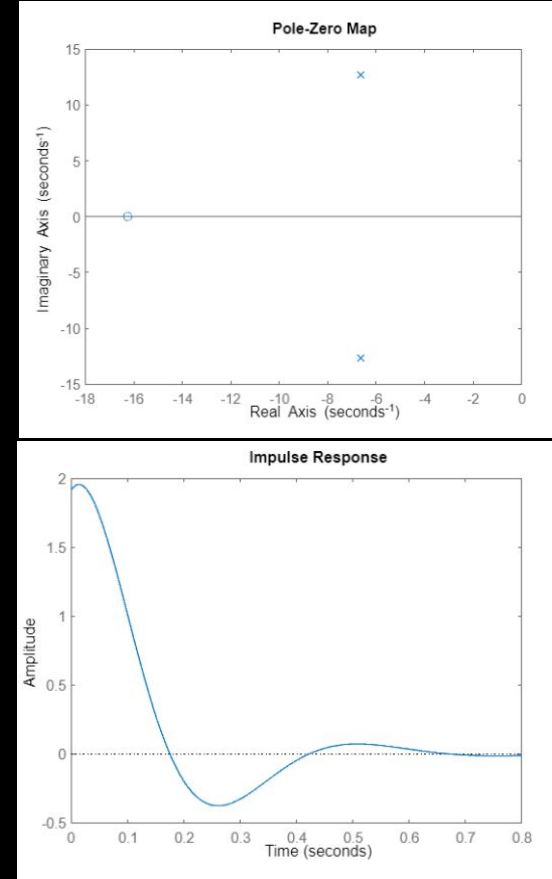 Pole-Zero Map
15
10
5
0
-5
-10
-15
Imaginary Axis (seconds⁻¹)
-18 -16 -14 -12 -10 -8 -6 -4 -2 0
Real Axis (seconds⁻¹)
Impulse Response
2
1.5
1
0.5
0
-0.5
Amplitude
0 0.1 0.2 0.3 0.4 0.5 0.6 0.7 0.8
Time (seconds)